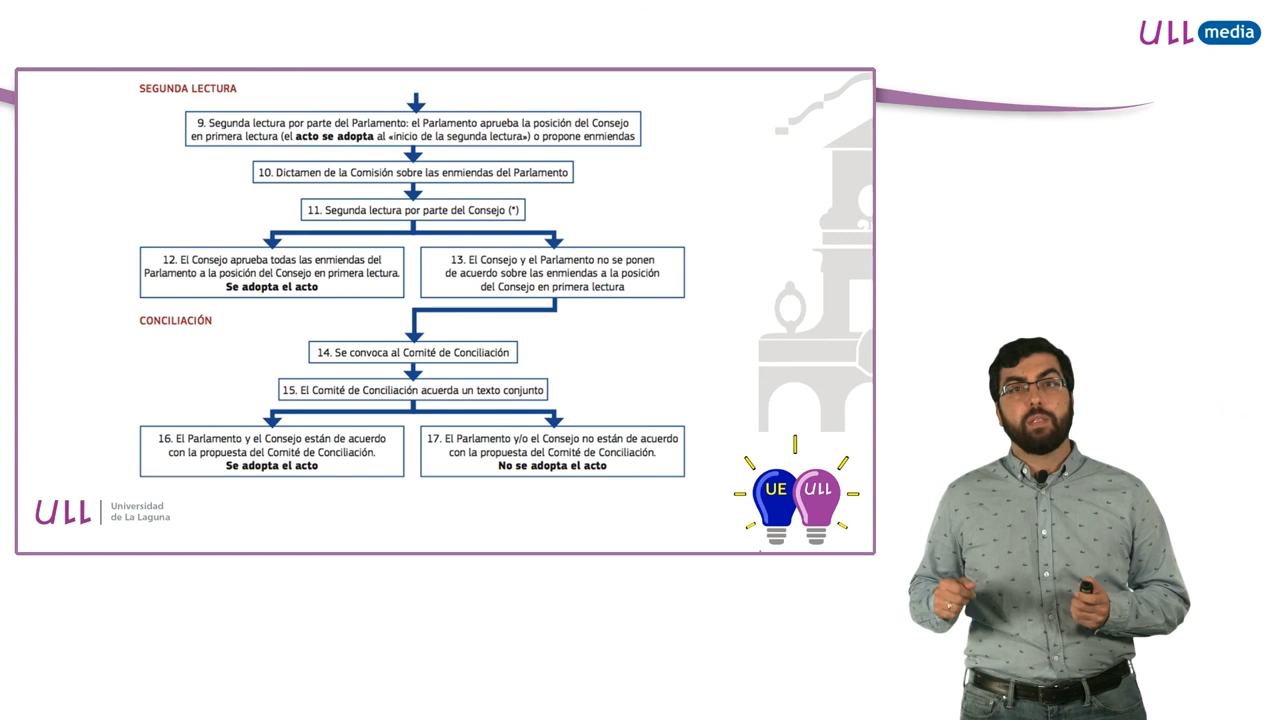 ULL media
SEGUNDA LECTURA
9. Segunda lectura por parte del Parlamento: el Parlamento aprueba la posición del Consejo
en primera lectura (el acto se adopta al «inicio de la segunda lectura») o propone enmiendas
10. Dictamen de la Comisión sobre las enmiendas del Parlamento
11. Segunda lectura por parte del Consejo (*)
12. El Consejo aprueba todas las enmiendas del
Parlamento a la posición del Consejo en primera lectura.
Se adopta el acto
13. El Consejo y el Parlamento no se ponen
de acuerdo sobre las enmiendas a la posición
del Consejo en primera lectura
CONCILIACIÓN
14. Se convoca al Comité de Conciliación
15. El Comité de Conciliación acuerda un texto conjunto
16. El Parlamento y el Consejo están de acuerdo
con la propuesta del Comité de Conciliación.
Se adopta el acto
17. El Parlamento y/o el Consejo no están de acuerdo
con la propuesta del Comité de Conciliación.
No se adopta el acto
ULL
Universidad
de La Laguna
UE
ULL